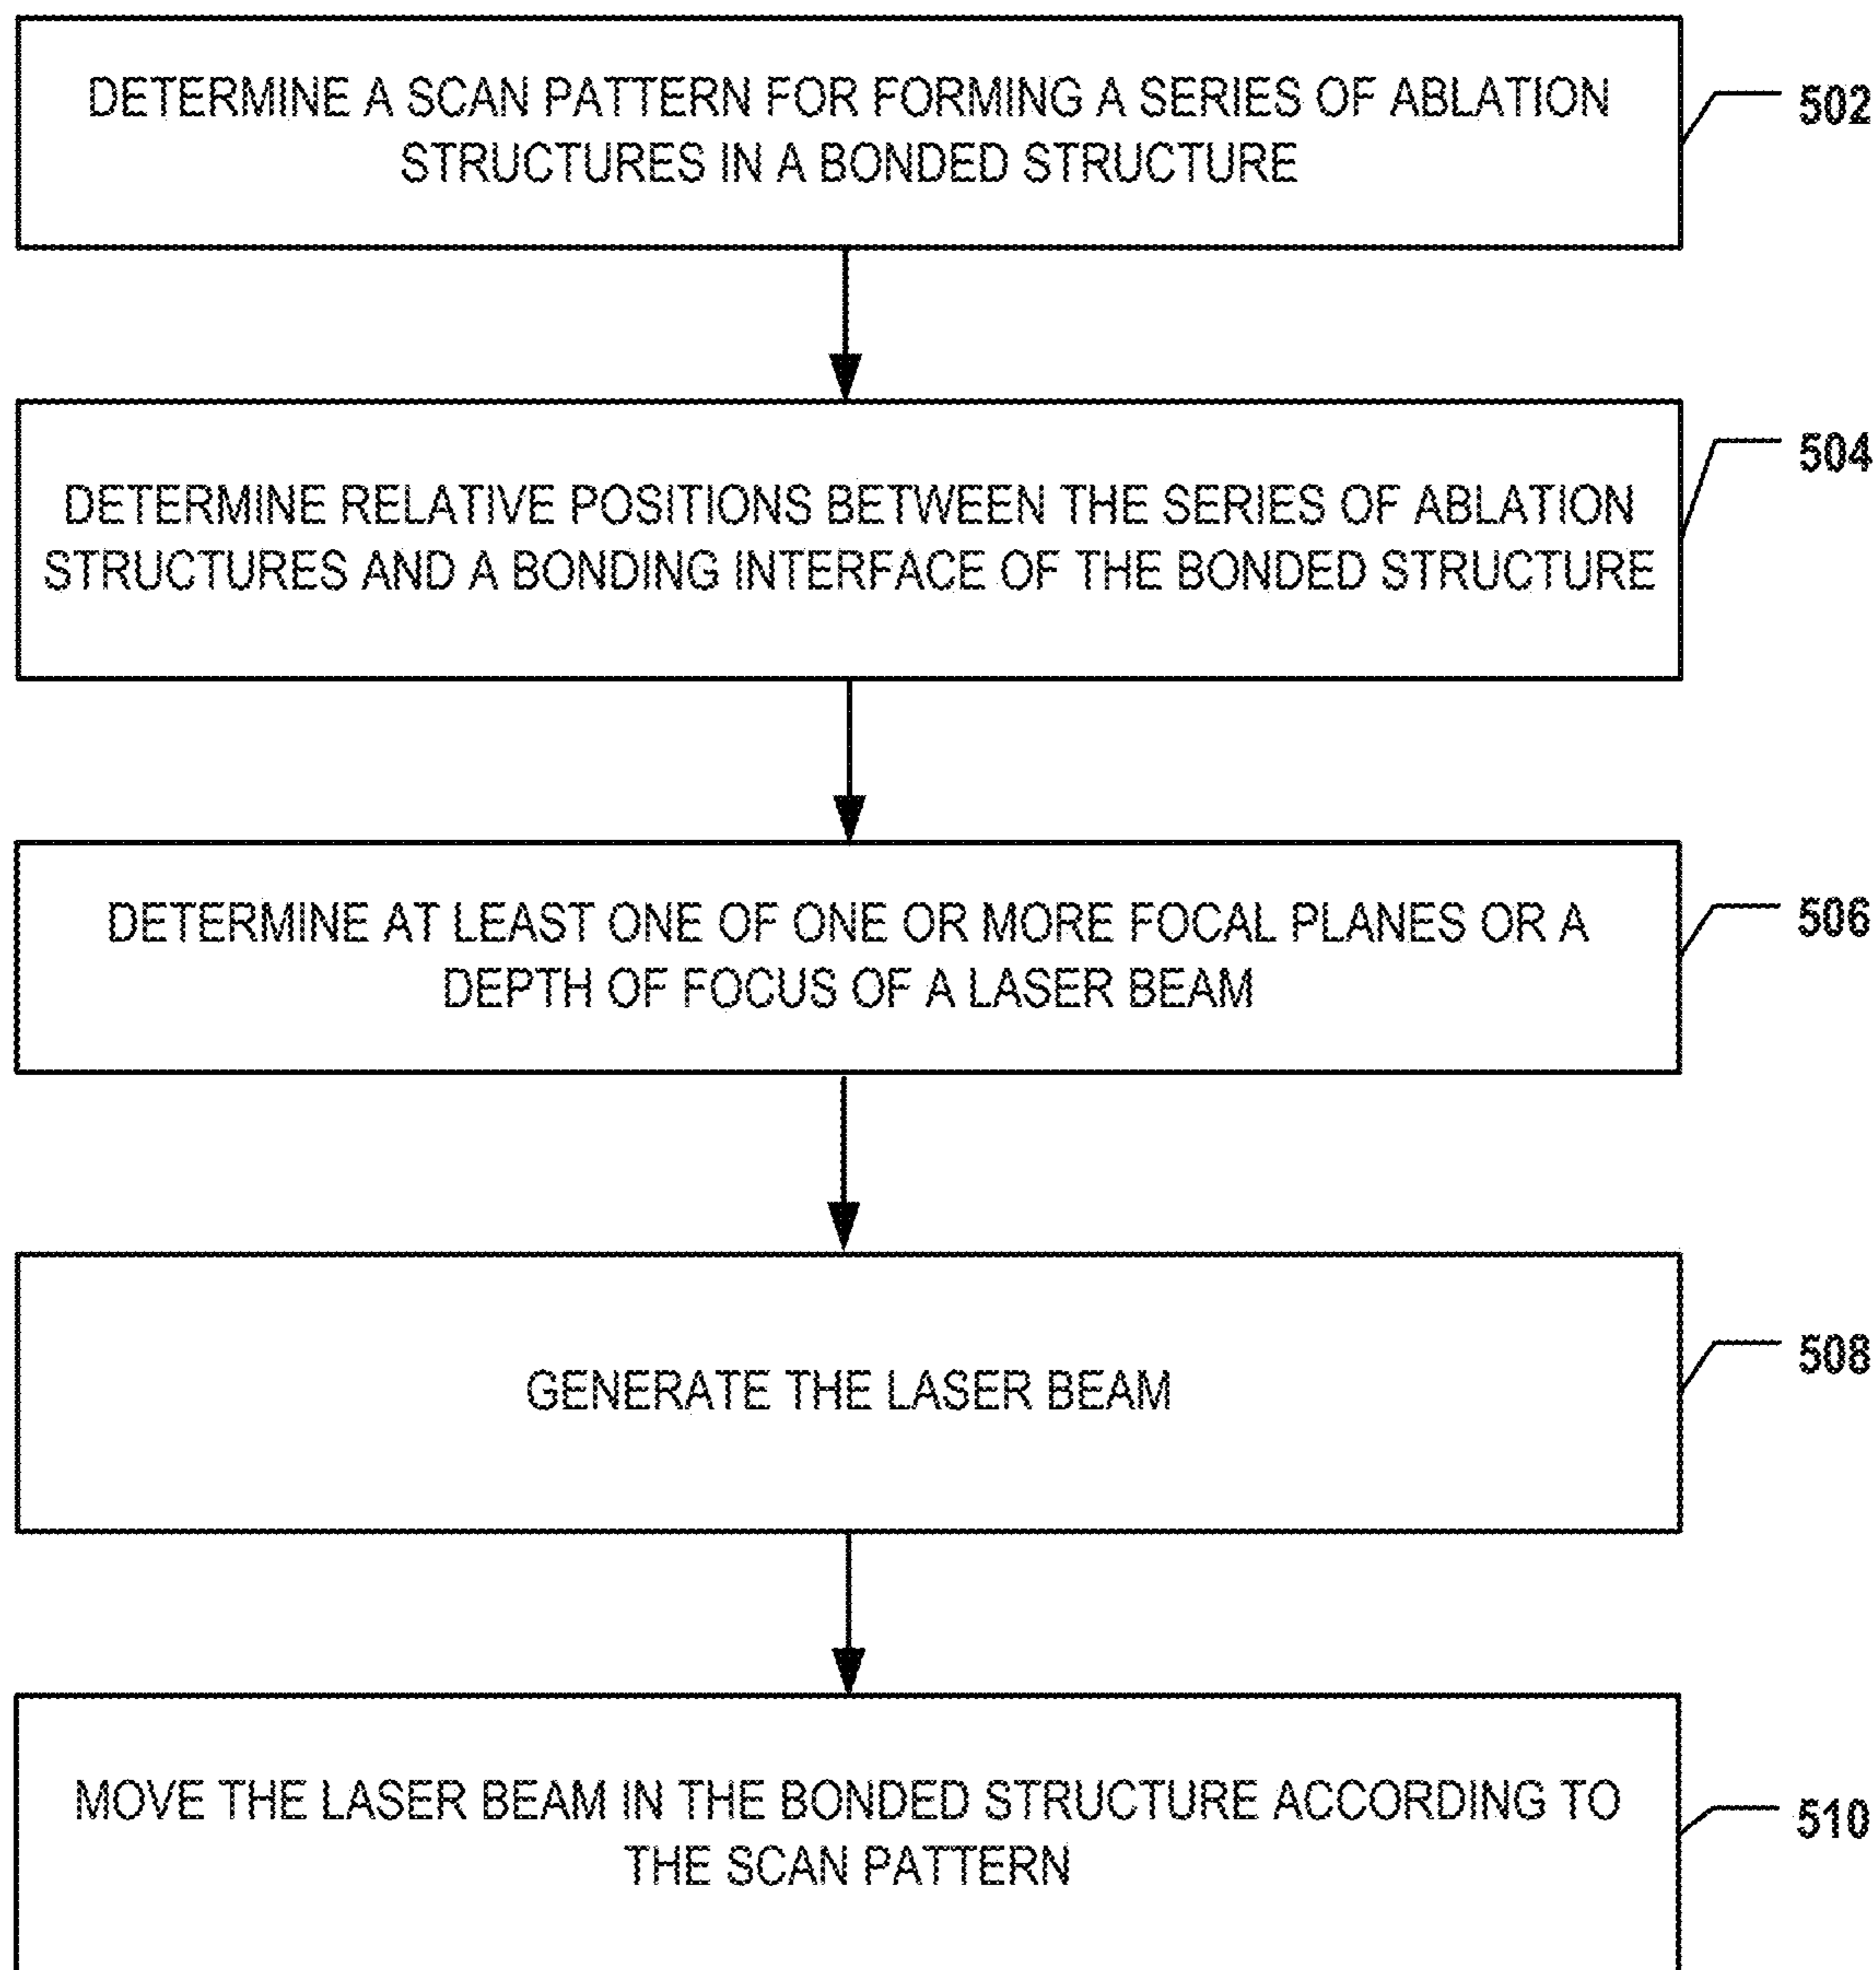 DETERMINE A SCAN PATTERN FOR FORMING A SERIES OF ABLATION
STRUCTURES IN A BONDED STRUCTURE
502
DETERMINE RELATIVE POSITIONS BETWEEN THE SERIES OF ABLATION
STRUCTURES AND A BONDING INTERFACE OF THE BONDED STRUCTURE
504
DETERMINE AT LEAST ONE OF ONE OR MORE FOCAL PLANES OR A
DEPTH OF FOCUS OF A LASER BEAM
506
GENERATE THE LASER BEAM
508
MOVE THE LASER BEAM IN THE BONDED STRUCTURE ACCORDING TO
THE SCAN PATTERN
510